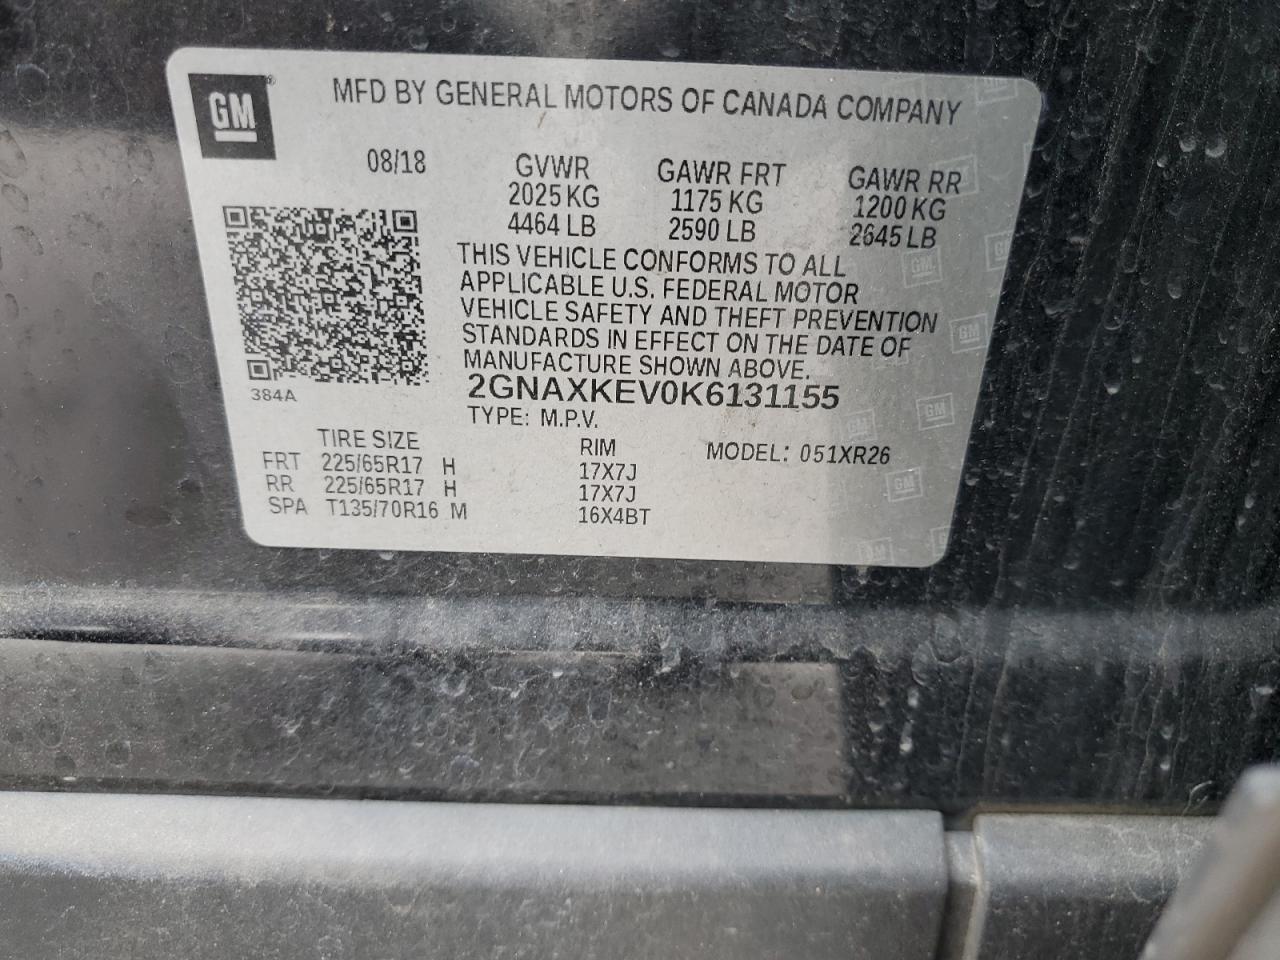 GM
MFD BY GENERAL MOTORS OF CANADA COMPANY
08/18
GVWR GAWR FRT GAWR RR
2025 KG 1175 KG 1200 KG
4464 LB 2590 LB 2645 LB
THIS VEHICLE CONFORMS TO ALL
APPLICABLE U.S. FEDERAL MOTOR
VEHICLE SAFETY AND THEFT PREVENTION
STANDARDS IN EFFECT ON THE DATE OF
MANUFACTURE SHOWN ABOVE.
384A
2GNAXKEV0K6131155
TYPE: M.P.V.
TIRE SIZE RIM MODEL: 051XR26
FRT 225/65R17 H 17X7J
RR 225/65R17 H 17X7J
SPA T135/70R16 M 16X4BT